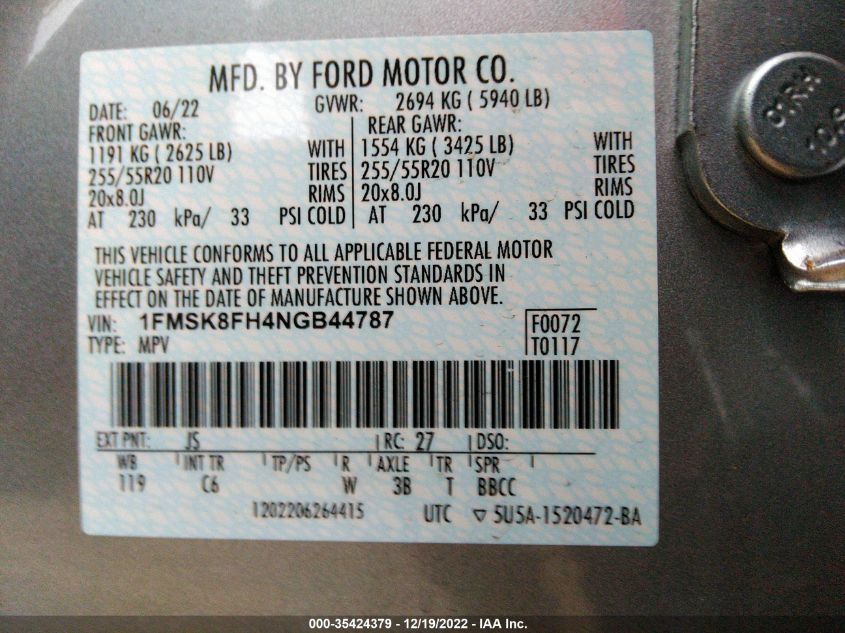 MFD. BY FORD MOTOR CO.
DATE: 06/22 GVWR: 2694 KG ( 5940 LB)
FRONT GAWR: REAR GAWR:
1191 KG ( 2625 LB) WITH 1554 KG ( 3425 LB) WITH
255/55R20 110V TIRES 255/55R20 110V TIRES
20x8.0J RIMS 20x8.0J RIMS
AT 230 kPa/ 33 PSI COLD AT 230 kPa/ 33 PSI COLD
THIS VEHICLE CONFORMS TO ALL APPLICABLE FEDERAL MOTOR
VEHICLE SAFETY AND THEFT PREVENTION STANDARDS IN
EFFECT ON THE DATE OF MANUFACTURE SHOWN ABOVE.
VIN: 1FMSK8FH4NGB44787 F0072
TYPE: MPV T0117
EXT PNT: JS RC: 27 DSO:
WB INT TR TP/PS R AXLE TR SPR
119 C6 W 3B T BBCC
1202206264415 UTC ▽ 5U5A-1520472-BA
01.RH
10.9
000-35424379 - 12/19/2022 - IAA Inc.